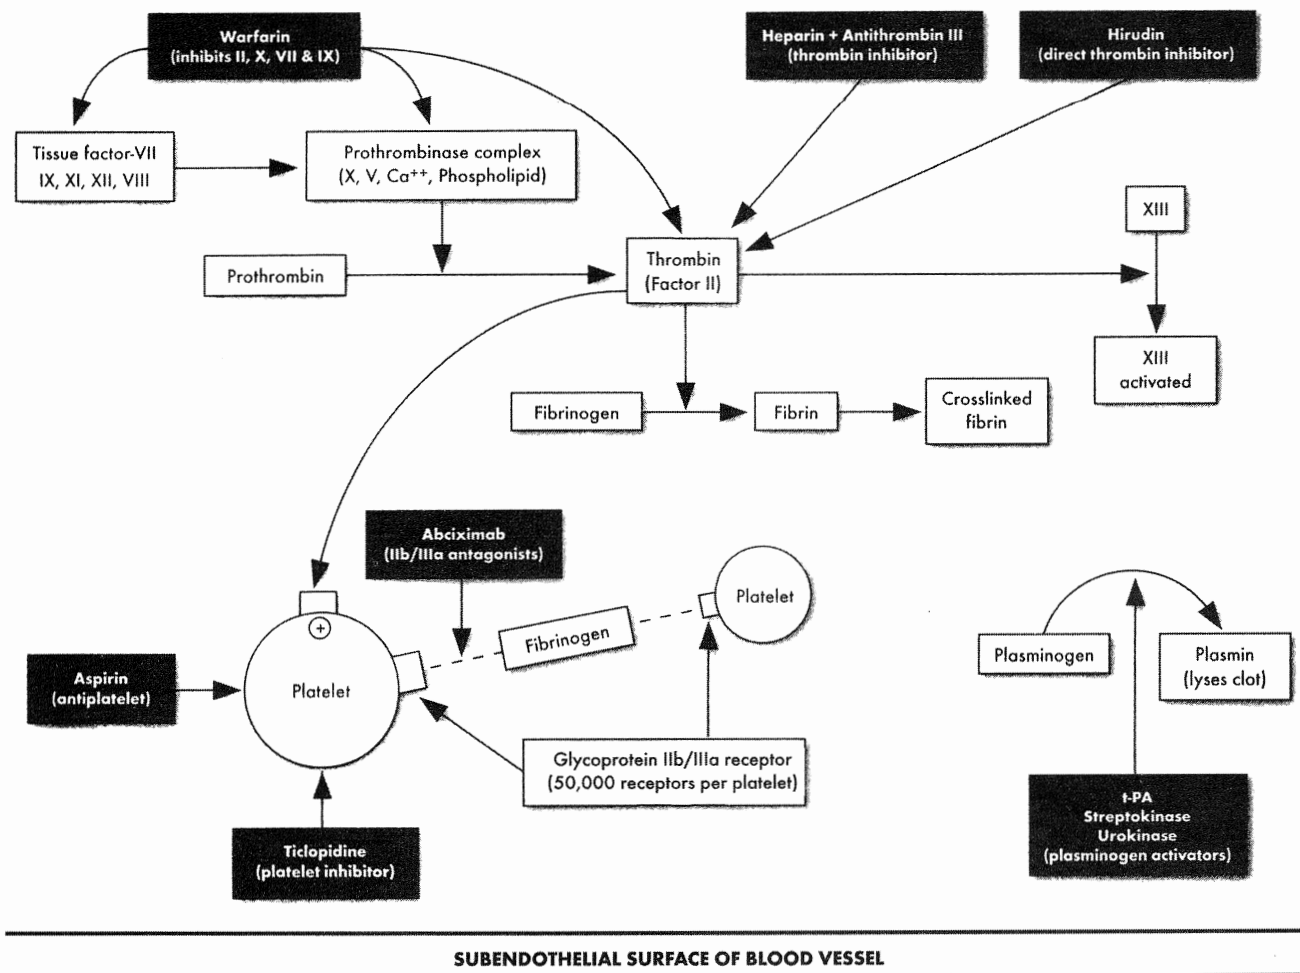 Warfarin
(inhibits II, X, VII & IX)
Heparin + Antithrombin III
(thrombin inhibitor)
Hirudin
(direct thrombin inhibitor)
Tissue factor-VII
IX, XI, XII, VIII
Prothrombinase complex
(X, V, Ca++, Phospholipid)
XIII
Prothrombin
Thrombin
(Factor II)
XIII
activated
Fibrinogen
Fibrin
Crosslinked
fibrin
Abciximab
(IIb/IIIa antagonists)
Platelet
+
Fibrinogen
Plasminogen
Plasmin
(lyses clot)
Aspirin
(antiplatelet)
Platelet
Glycoprotein IIb/IIIa receptor
(50,000 receptors per platelet)
t-PA
Streptokinase
Urokinase
(plasminogen activators)
Ticlopidine
(platelet inhibitor)
SUBENDOTHELIAL SURFACE OF BLOOD VESSEL